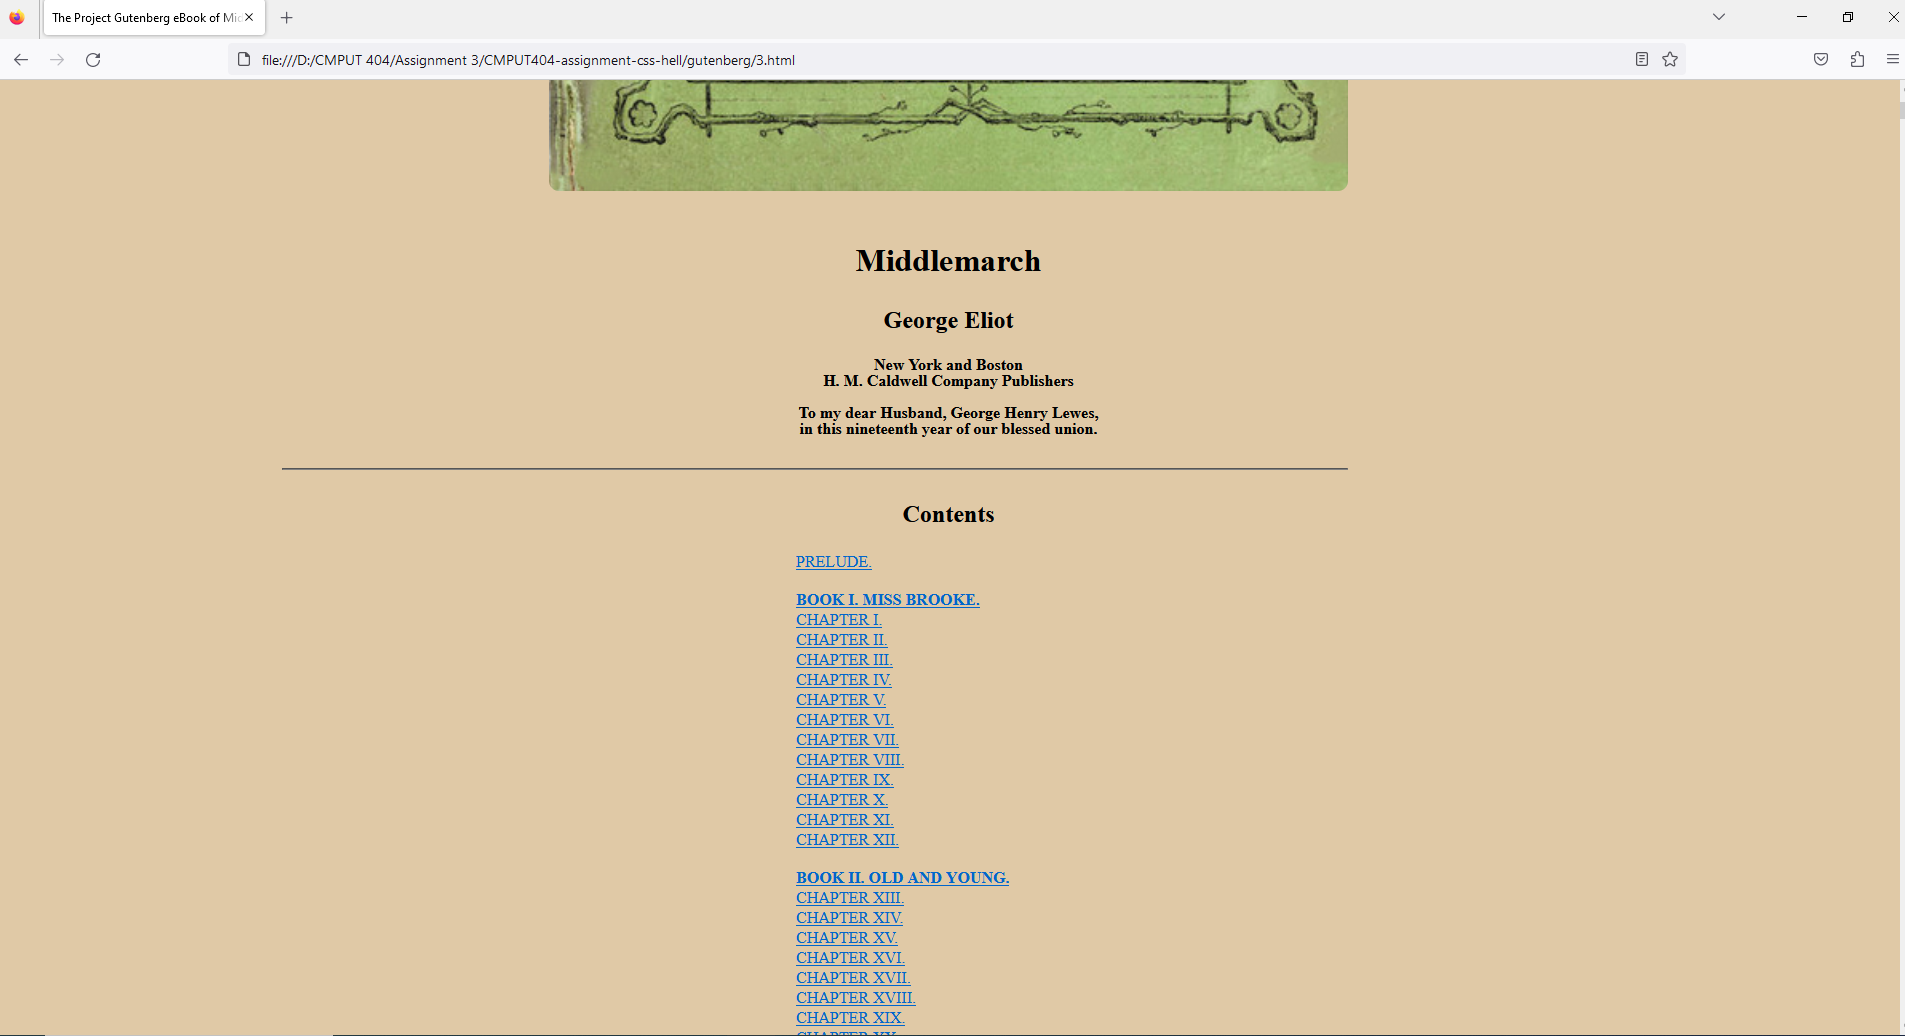 The Project Gutenberg eBook of Mid
file:///D:/CMPUT 404/Assignment 3/CMPUT404-assignment-css-hell/gutenberg/3.html
Middlemarch
George Eliot
New York and Boston
H. M. Caldwell Company Publishers
To my dear Husband, George Henry Lewes,
in this nineteenth year of our blessed union.
Contents
PRELUDE.
BOOK I. MISS BROOKE.
CHAPTER I.
CHAPTER II.
CHAPTER III.
CHAPTER IV.
CHAPTER V.
CHAPTER VI.
CHAPTER VII.
CHAPTER VIII.
CHAPTER IX.
CHAPTER X.
CHAPTER XI.
CHAPTER XII.
BOOK II. OLD AND YOUNG.
CHAPTER XIII.
CHAPTER XIV.
CHAPTER XV.
CHAPTER XVI.
CHAPTER XVII.
CHAPTER XVIII.
CHAPTER XIX.